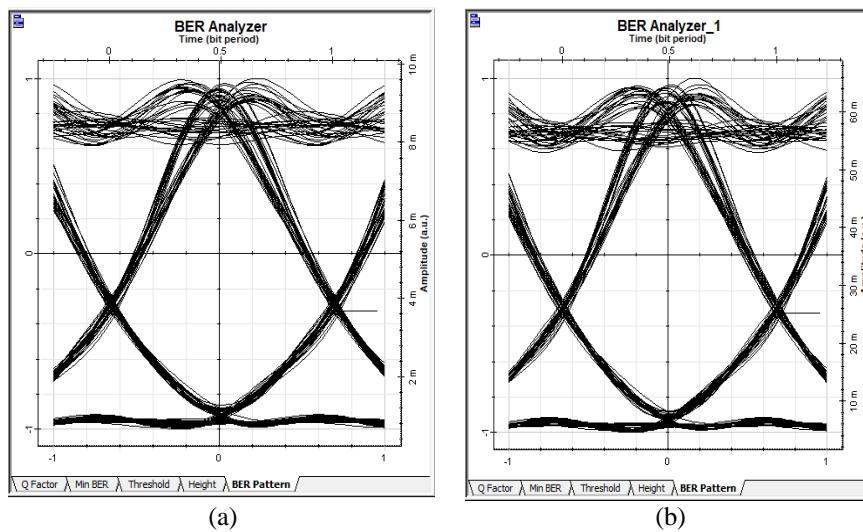 BER Analyzer
Time (bit period)
0 0.5 1
1
0
-1
10 m
8 m
6 m
4 m
2 m
Amplitude (a.u.)
-1 0 1
Q Factor Min BER Threshold Height BER Pattern
(a)
BER Analyzer_1
Time (bit period)
0 0.5 1
1
0
-1
60 m
50 m
40 m
30 m
20 m
10 m
-1 0 1
Q Factor Min BER Threshold Height BER Pattern
(b)